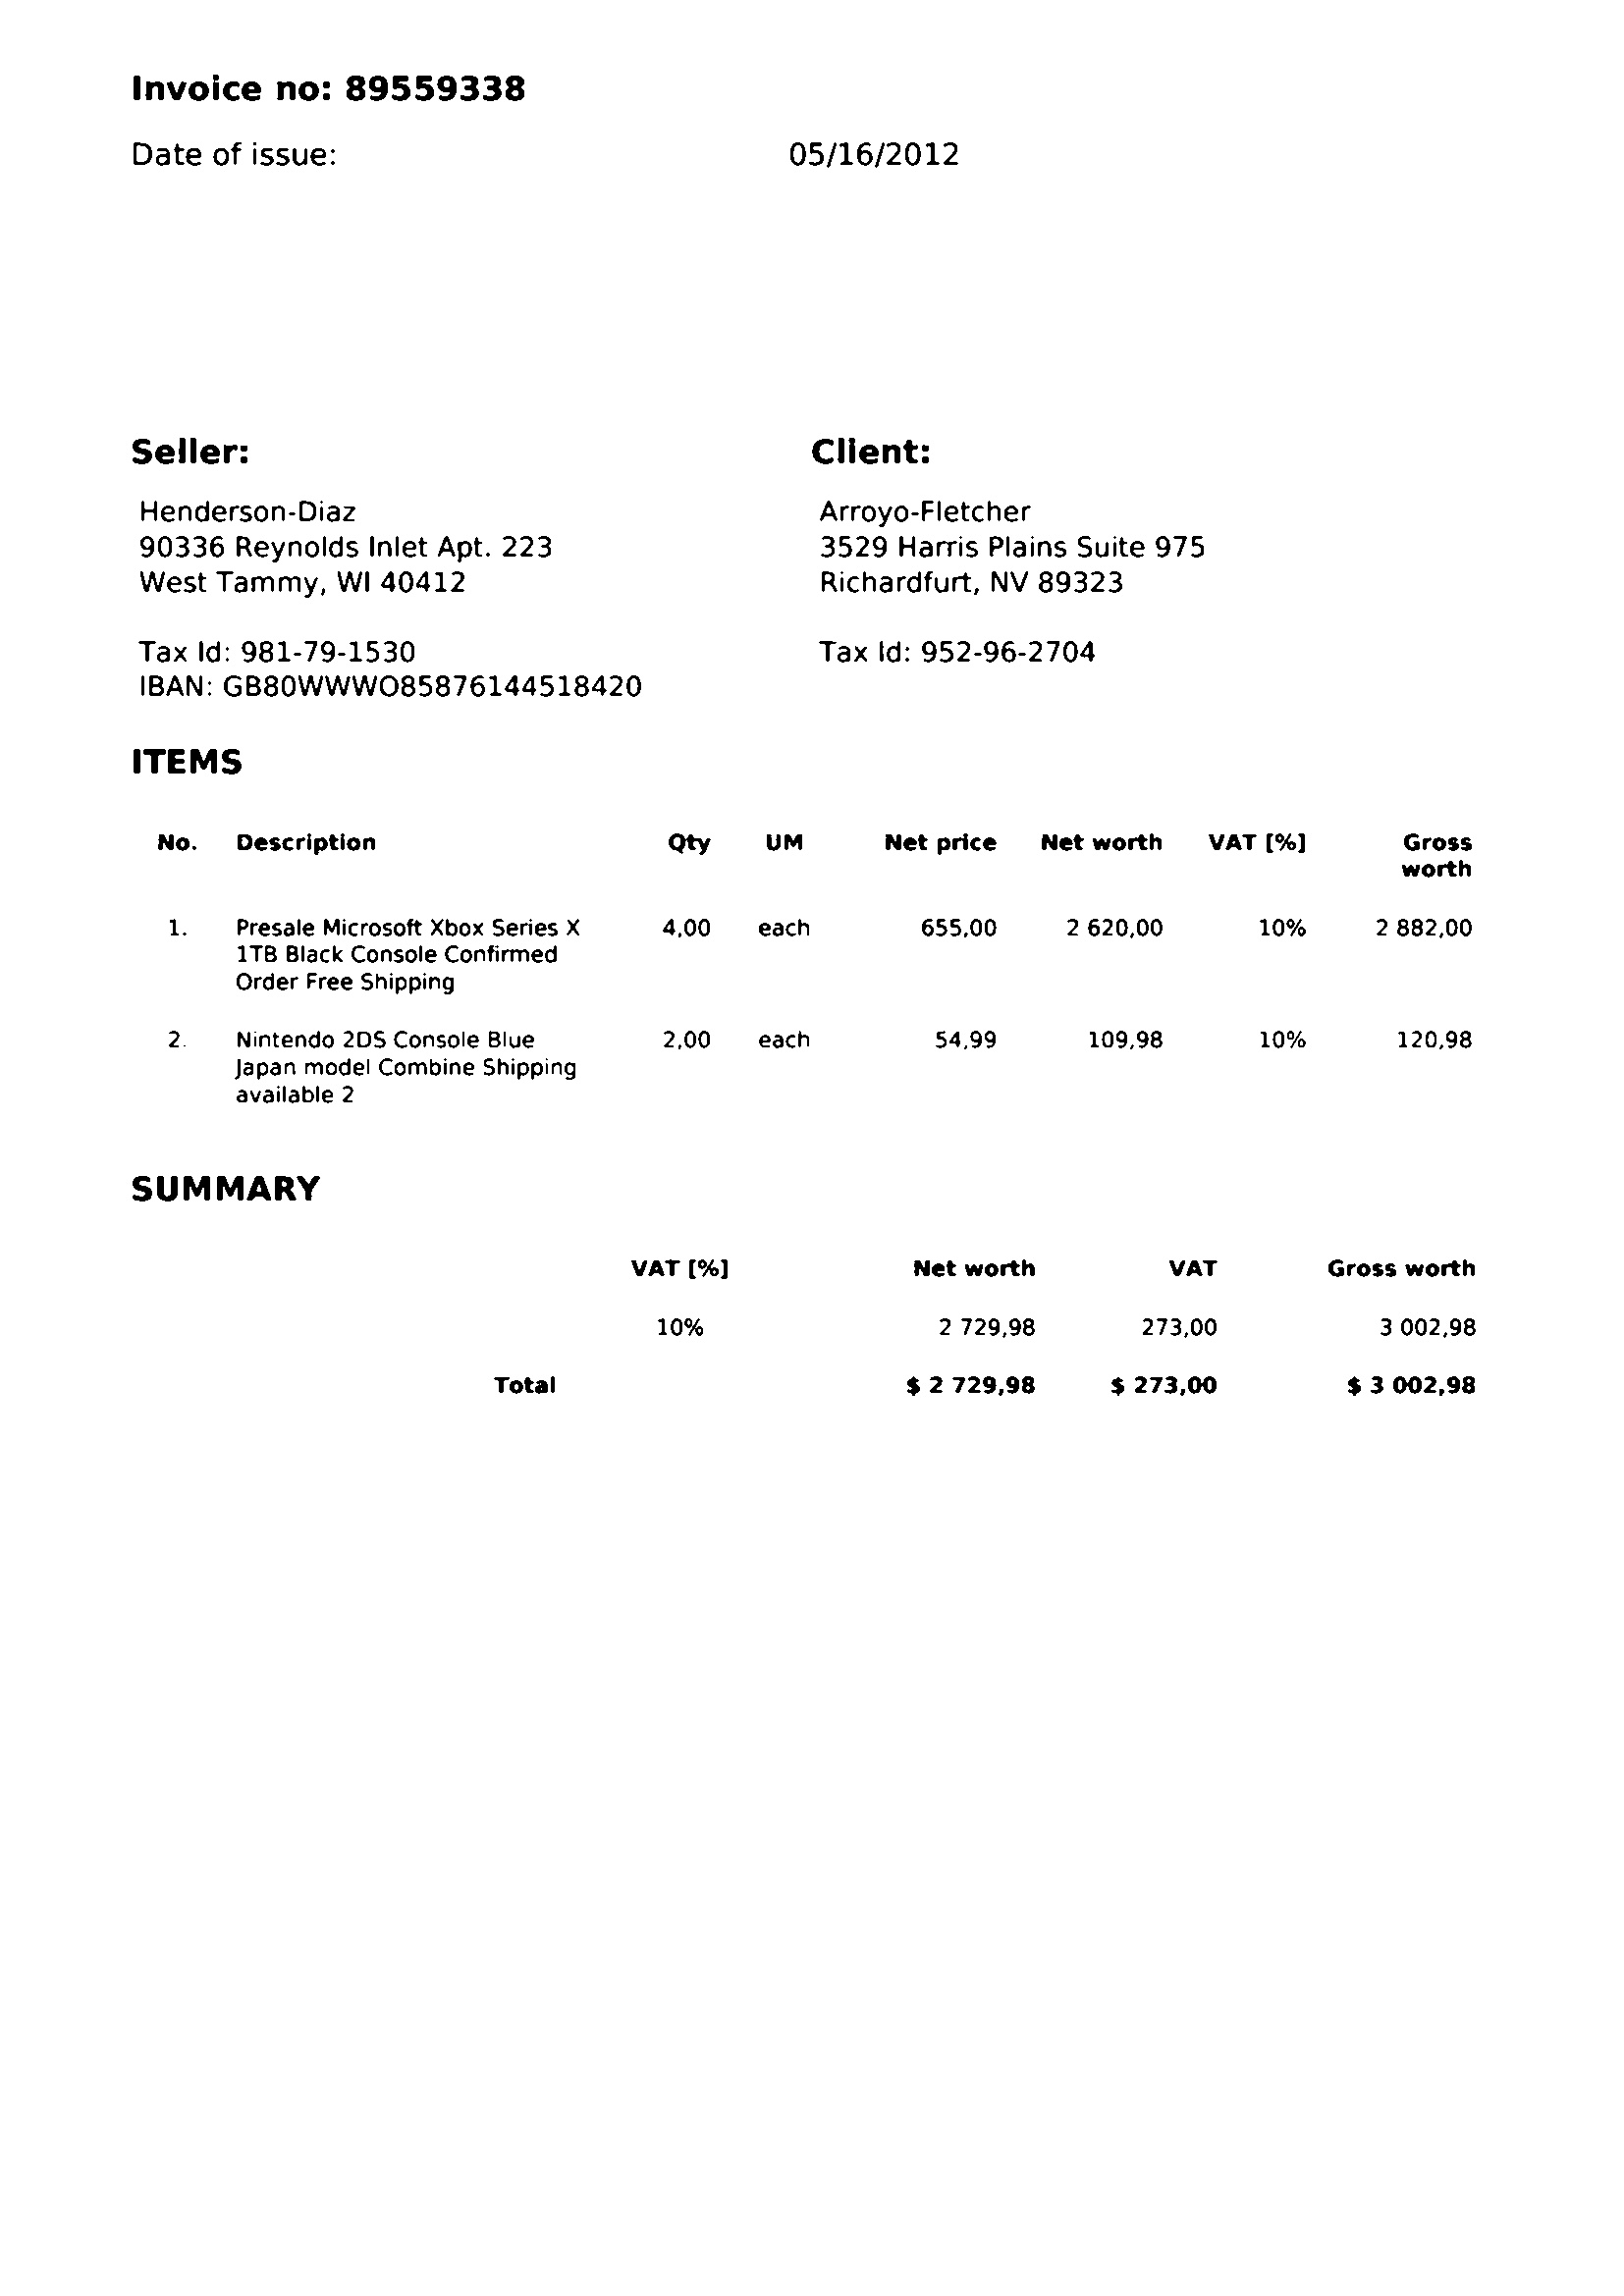 Invoice no: 89559338
Date of issue: 05/16/2012
Seller: Client:
Henderson-Diaz Arroyo-Fletcher
90336 Reynolds Inlet Apt. 223 3529 Harris Plains Suite 975
West Tammy, WI 40412 Richardfurt, NV 89323
Tax Id: 981-79-1530 Tax Id: 952-96-2704
IBAN: GB80WWWO85876144518420
ITEMS
No. Description Qty UM Net price Net worth VAT [%] Gross
worth
1. Presale Microsoft Xbox Series X 4,00 each 655,00 2 620,00 10% 2 882,00
1TB Black Console Confirmed
Order Free Shipping
2. Nintendo 2DS Console Blue 2,00 each 54,99 109,98 10% 120,98
Japan model Combine Shipping
available 2
SUMMARY
VAT [%] Net worth VAT Gross worth
10% 2 729,98 273,00 3 002,98
Total $ 2 729,98 $ 273,00 $ 3 002,98